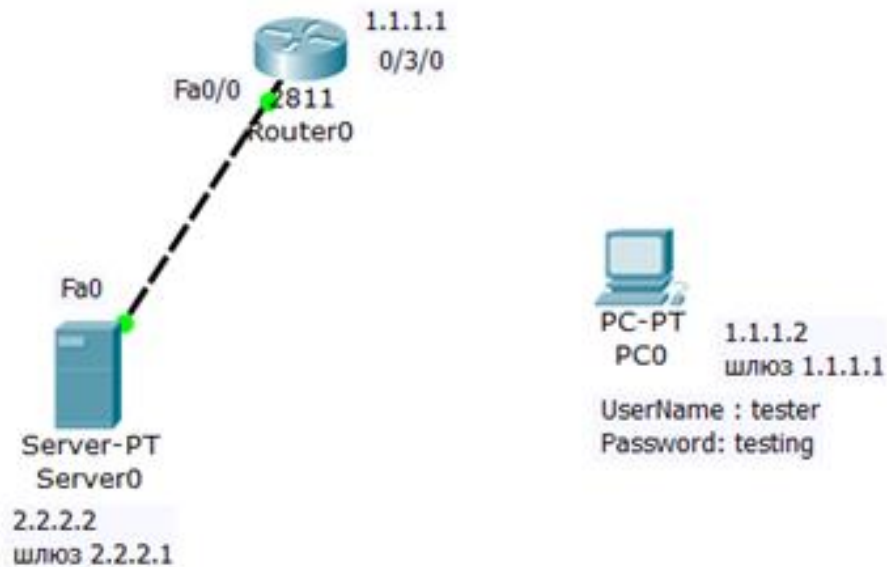 1.1.1.1
0/3/0
Fa0/0
2811
Router0
Fa0
Server-PT
Server0
2.2.2.2
шлюз 2.2.2.1
PC-PT
PC0
1.1.1.2
шлюз 1.1.1.1
UserName : tester
Password: testing